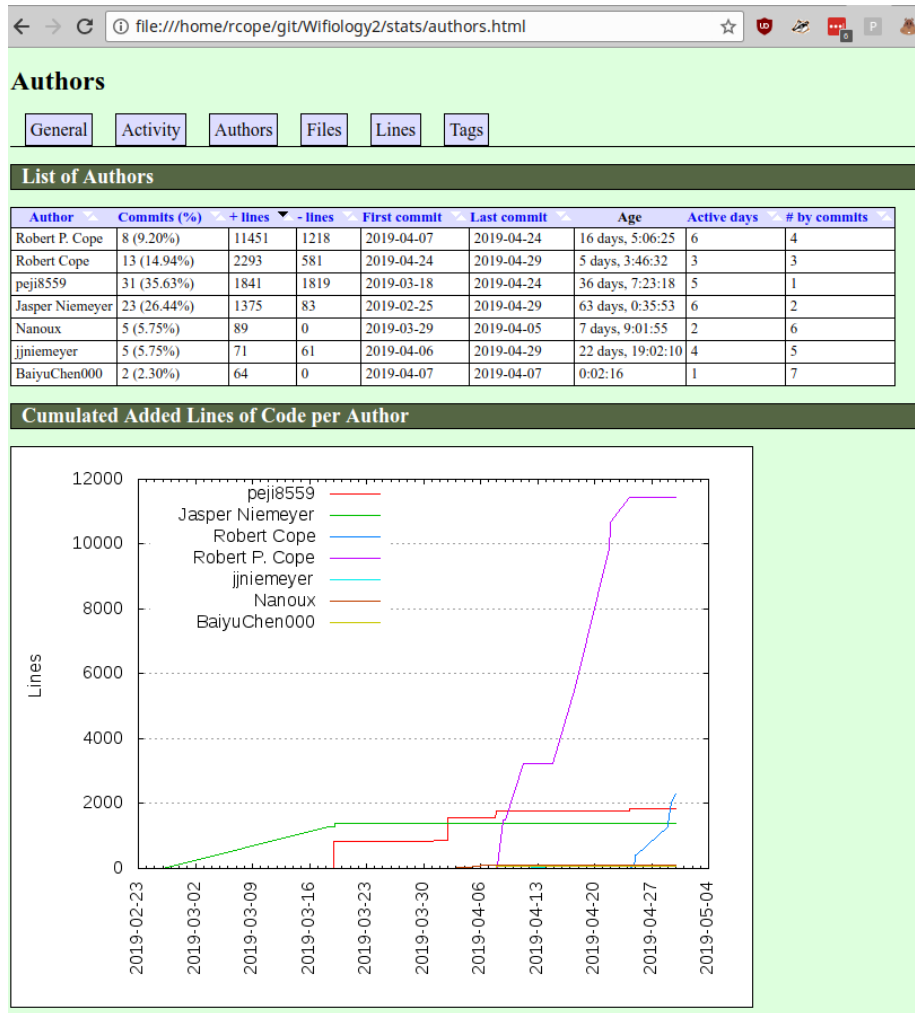 file:///home/rcope/git/Wifiology2/stats/authors.html
6
P
Authors
General Activity Authors Files Lines Tags
List of Authors
Author Commits (%) + lines - lines First commit Last commit Age Active days # by commits
Robert P. Cope 8 (9.20%) 11451 1218 2019-04-07 2019-04-24 16 days, 5:06:25 6 4
Robert Cope 13 (14.94%) 2293 581 2019-04-24 2019-04-29 5 days, 3:46:32 3 3
peji8559 31 (35.63%) 1841 1819 2019-03-18 2019-04-24 36 days, 7:23:18 5 1
Jasper Niemeyer 23 (26.44%) 1375 83 2019-02-25 2019-04-29 63 days, 0:35:53 6 2
Nanoux 5 (5.75%) 89 0 2019-03-29 2019-04-05 7 days, 9:01:55 2 6
jjniemeyer 5 (5.75%) 71 61 2019-04-06 2019-04-29 22 days, 19:02:10 4 5
BaiyuChen000 2 (2.30%) 64 0 2019-04-07 2019-04-07 0:02:16 1 7
Cumulated Added Lines of Code per Author
12000
10000
8000
6000
4000
2000
0
Lines
peji8559
Jasper Niemeyer
Robert Cope
Robert P. Cope
jjniemeyer
Nanoux
BaiyuChen000
2019-02-23
2019-03-02
2019-03-09
2019-03-16
2019-03-23
2019-03-30
2019-04-06
2019-04-13
2019-04-20
2019-04-27
2019-05-04